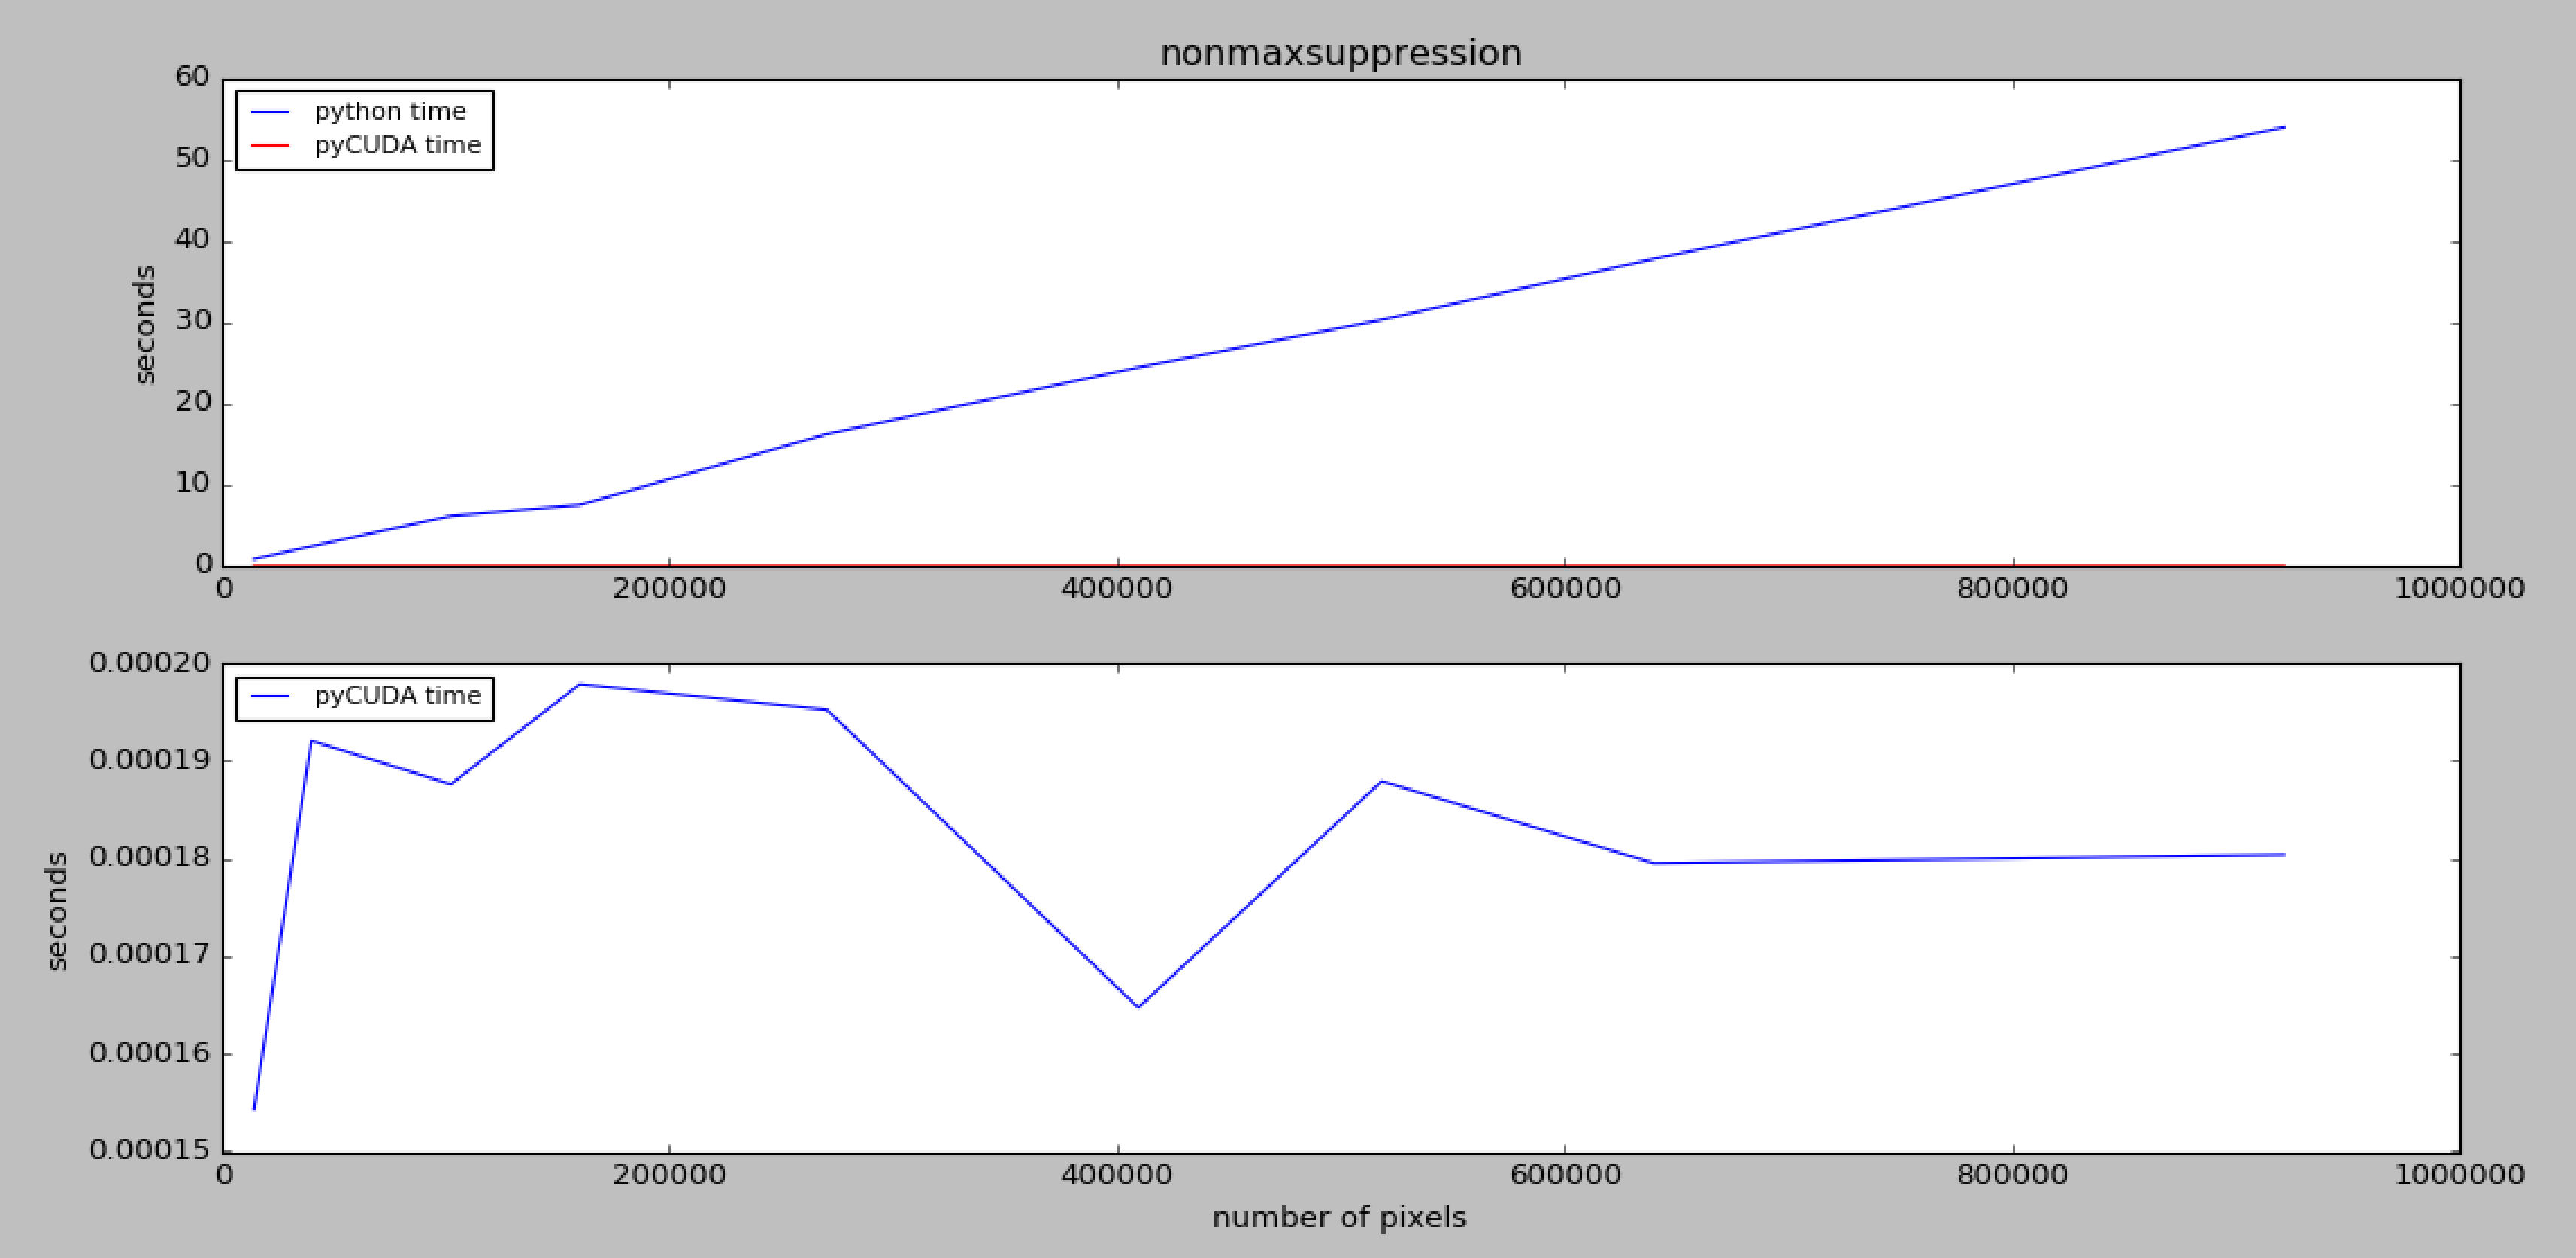 nonmaxsuppression
60
50
40
30
20
10
0
seconds
python time
pyCUDA time
0 200000 400000 600000 800000 1000000
0.00020
0.00019
0.00018
0.00017
0.00016
0.00015
seconds
pyCUDA time
0 200000 400000 600000 800000 1000000
number of pixels